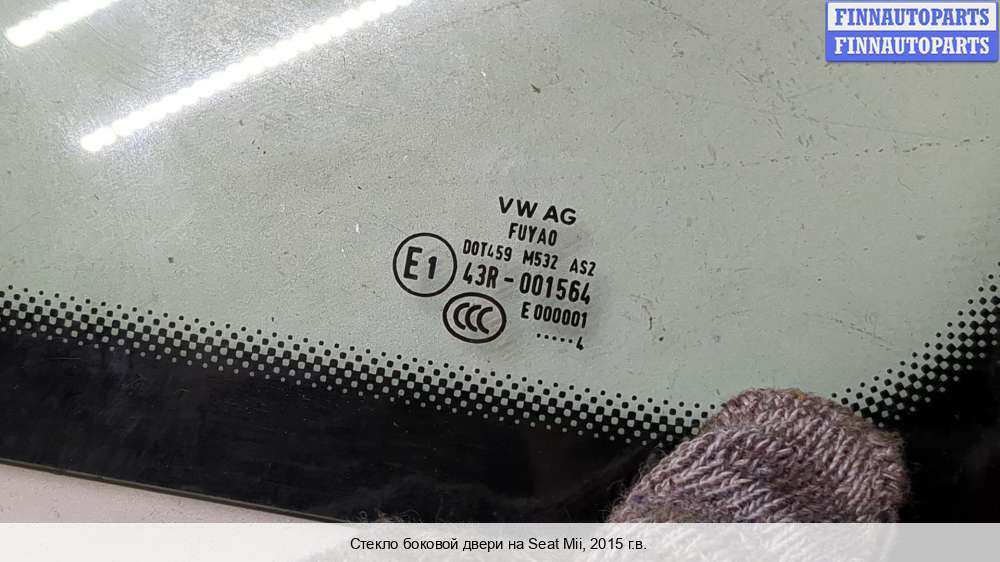 FINNAUTOPARTS
FINNAUTOPARTS
VW AG
FUYAO
DOT459 M532 AS2
E1
43R-001564
CCC
E 000001
.....4
Стекло боковой двери на Seat Mii, 2015 г.в.